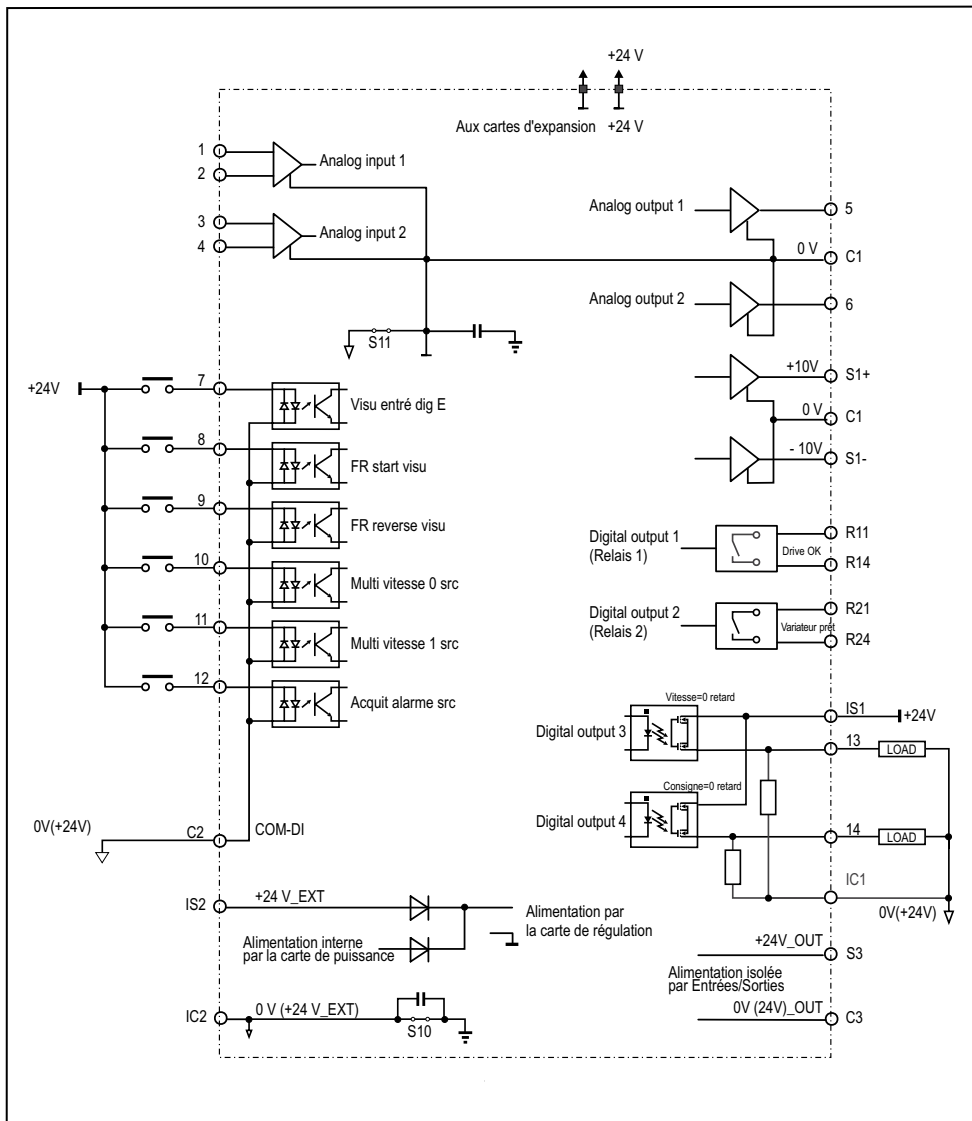 +24 V
Aux cartes d'expansion
+24 V
1
2
Analog input 1
3
4
Analog input 2
Analog output 1
5
0 V
C1
Analog output 2
6
S11
+24V
7
Visu entré dig E
8
FR start visu
9
FR reverse visu
10
Multi vitesse 0 src
11
Multi vitesse 1 src
12
Acquit alarme src
+10V
S1+
0 V
C1
- 10V
S1-
Digital output 1
(Relais 1)
Drive OK
R11
R14
Digital output 2
(Relais 2)
Variateur prêt
R21
R24
Vitesse=0 retard
Digital output 3
IS1
+24V
13
LOAD
Consigne=0 retard
Digital output 4
14
LOAD
IC1
0V(+24V)
0V(+24V)
C2
COM-DI
IS2
+24 V_EXT
Alimentation par
la carte de régulation
Alimentation interne
par la carte de puissance
+24V_OUT
S3
Alimentation isolée
par Entrées/Sorties
0V (24V)_OUT
C3
IC2
0 V (+24 V_EXT)
S10